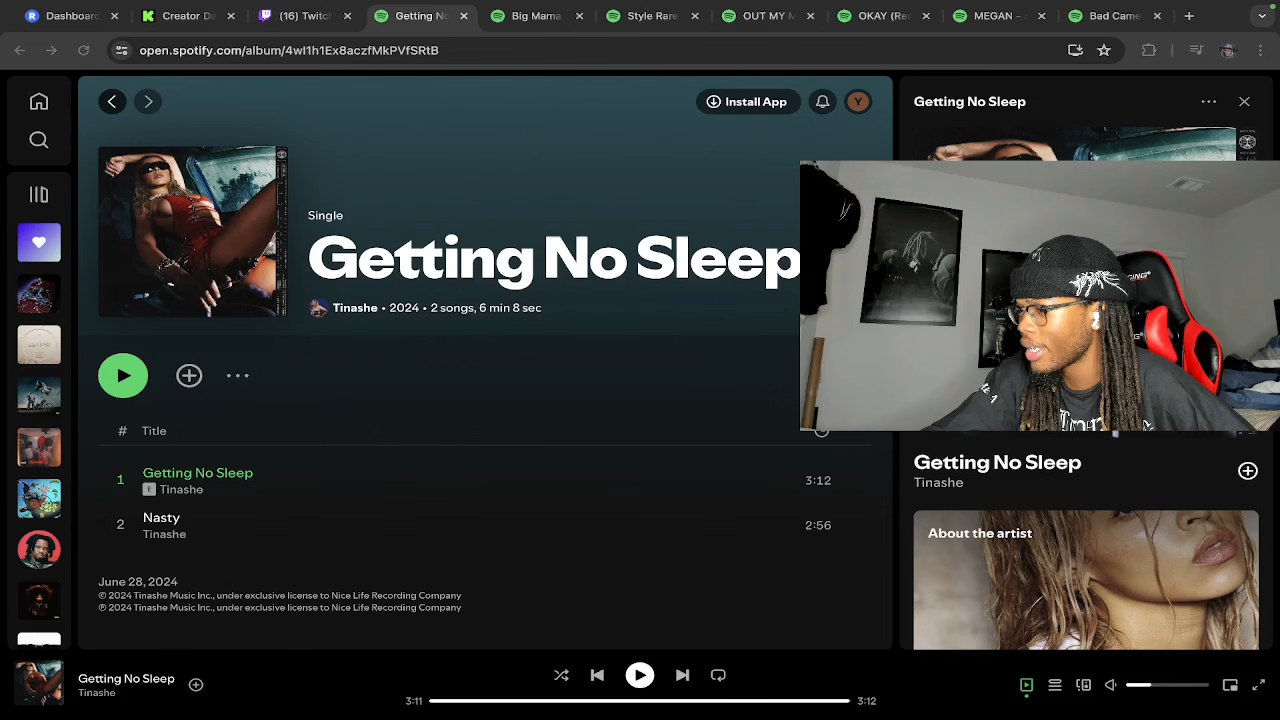 Dashboard
Creator Da
(16) Twitch
Getting No
Big Mama
Style Rare
OUT MY M
OKAY (Re
MEGAN –
Bad Came
open.spotify.com/album/4wI1h1Ex8aczfMkPVfSRtB
Install App
Y
Getting No Sleep
Single
Getting No Sleep
Tinashe • 2024 • 2 songs, 6 min 8 sec
# Title
1 Getting No Sleep 3:12
E Tinashe
2 Nasty 2:56
Tinashe
June 28, 2024
© 2024 Tinashe Music Inc., under exclusive license to Nice Life Recording Company
℗ 2024 Tinashe Music Inc., under exclusive license to Nice Life Recording Company
Getting No Sleep
Tinashe
About the artist
Getting No Sleep
Tinashe
3:11
3:12